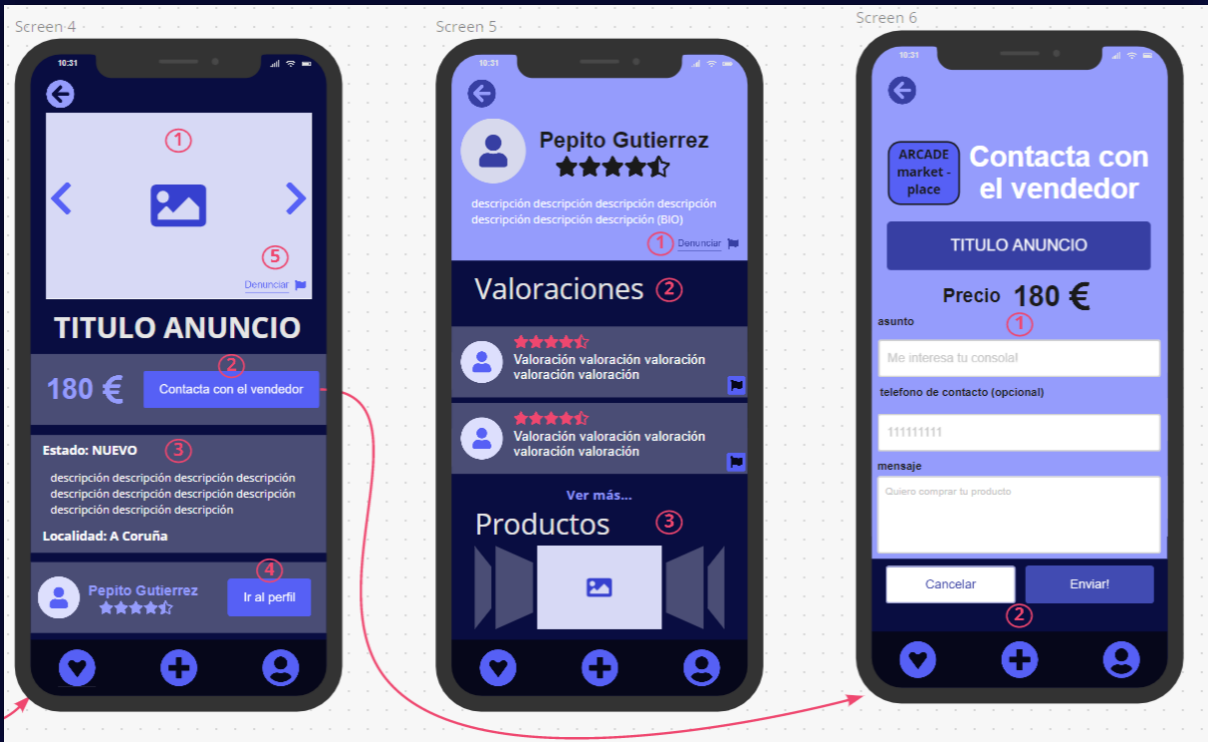 Screen 4
10:31
1
5
Denunciar
TITULO ANUNCIO
2
180 €
Contacta con el vendedor
Estado: NUEVO
3
descripción descripción descripción descripción
descripción descripción descripción descripción
descripción descripción descripción
Localidad: A Coruña
4
Pepito Gutierrez
Ir al perfil
Screen 5
10:31
Pepito Gutierrez
descripción descripción descripción descripción
descripción descripción descripción (BIO)
1
Denunciar
Valoraciones
2
Valoración valoración valoración
valoración valoración
Valoración valoración valoración
valoración valoración
Ver más...
Productos
3
Screen 6
10:31
ARCADE
market -
place
Contacta con
el vendedor
TITULO ANUNCIO
Precio 180 €
asunto
1
Me interesa tu consola!
telefono de contacto (opcional)
111111111
mensaje
Quiero comprar tu producto
Cancelar
Enviar!
2